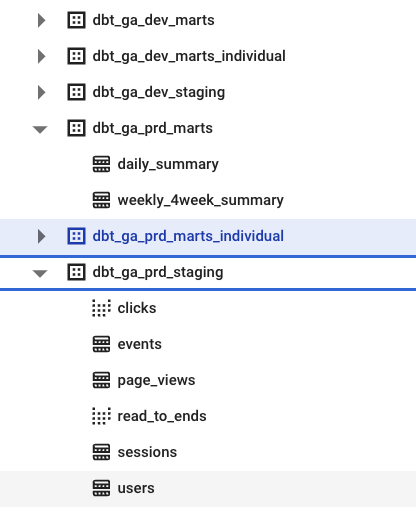 dbt_ga_dev_marts
dbt_ga_dev_marts_individual
dbt_ga_dev_staging
dbt_ga_prd_marts
daily_summary
weekly_4week_summary
dbt_ga_prd_marts_individual
dbt_ga_prd_staging
clicks
events
page_views
read_to_ends
sessions
users